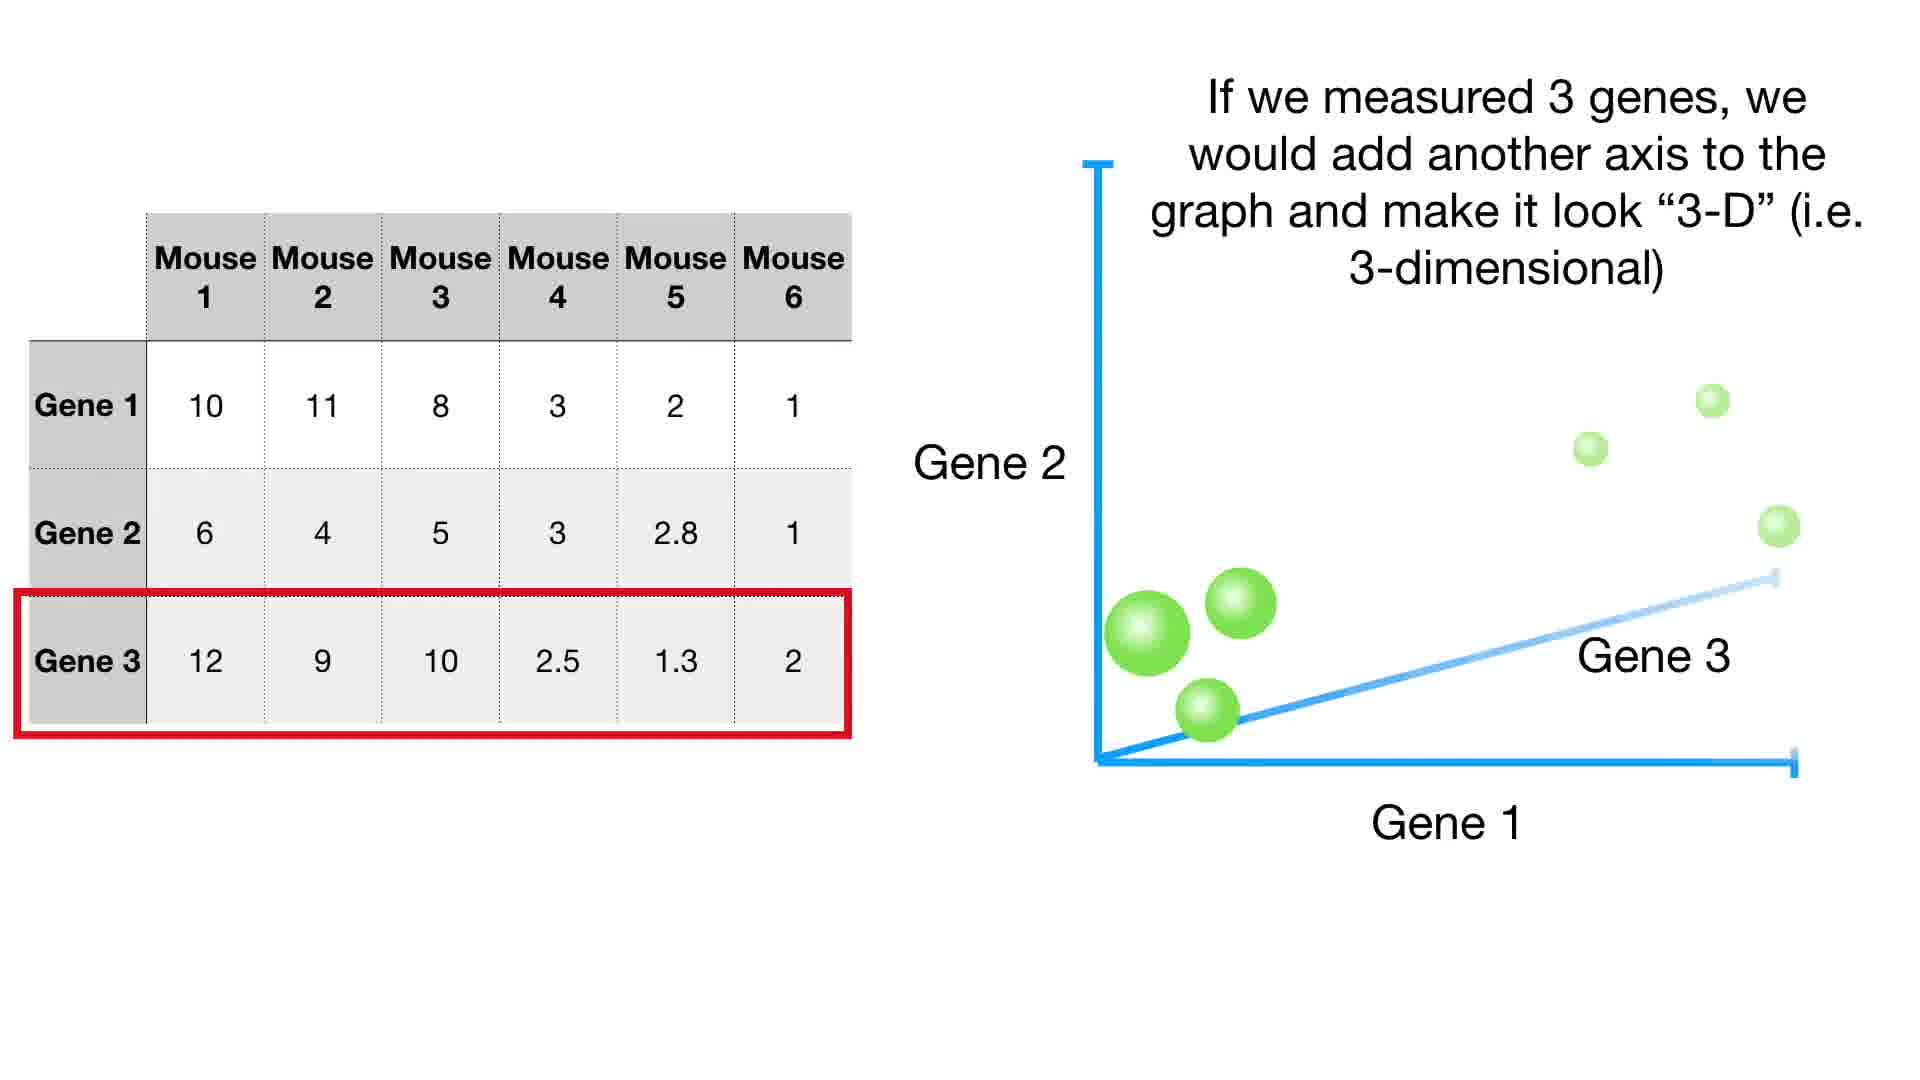 If we measured 3 genes, we
would add another axis to the
graph and make it look “3-D” (i.e.
3-dimensional)
Mouse 1 Mouse 2 Mouse 3 Mouse 4 Mouse 5 Mouse 6
Gene 1 10 11 8 3 2 1
Gene 2 6 4 5 3 2.8 1
Gene 3 12 9 10 2.5 1.3 2
Gene 2
Gene 3
Gene 1